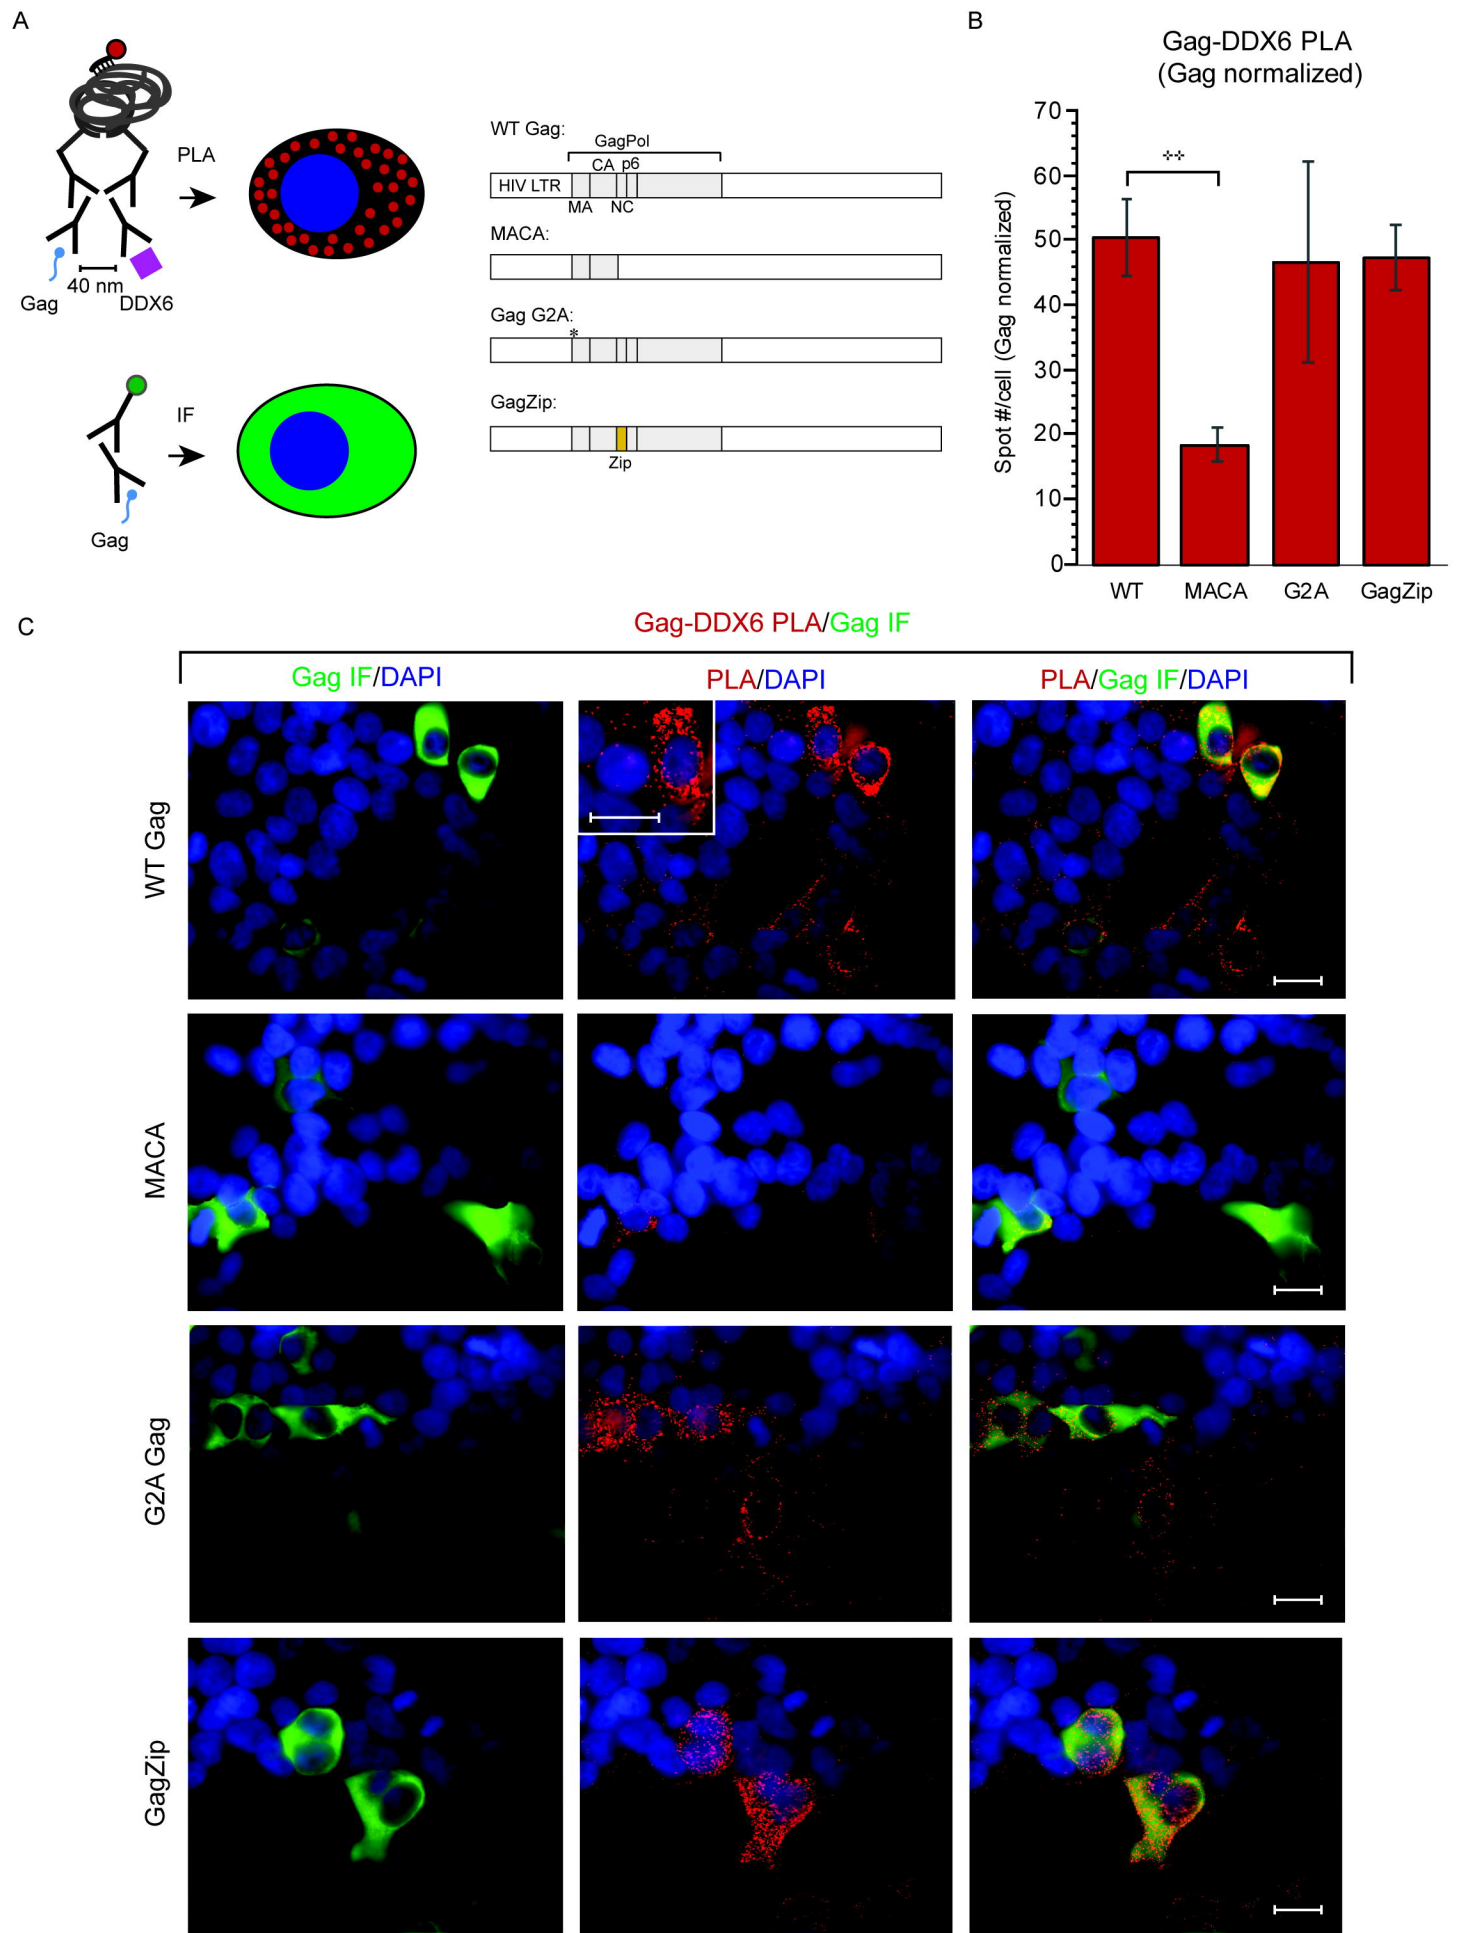 A
PLA
40 nm
Gag
DDX6
IF
Gag
WT Gag:
GagPol
CA p6
HIV LTR
MA NC
MACA:
Gag G2A:
*
GagZip:
Zip
B
Gag-DDX6 PLA
(Gag normalized)
Spot #/cell (Gag normalized)
70
60
50
40
30
20
10
0
**
WT MACA G2A GagZip
C
Gag-DDX6 PLA/Gag IF
Gag IF/DAPI
PLA/DAPI
PLA/Gag IF/DAPI
WT Gag
MACA
G2A Gag
GagZip